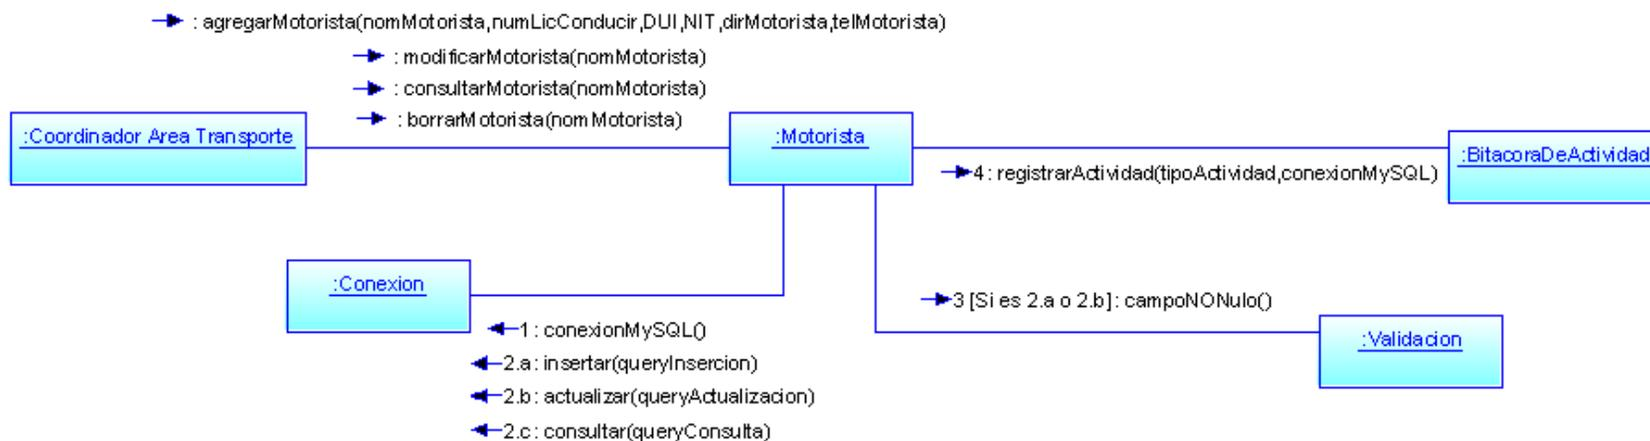 : agregarMotorista(nomMotorista,numLicConducir,DUI,NIT,dirMotorista,telMotorista)
: modificarMotorista(nomMotorista)
: consultarMotorista(nomMotorista)
: borrarMotorista(nomMotorista)
:Coordinador Area Transporte
:Motorista
:BitacoraDeActividad
4: registrarActividad(tipoActividad,conexionMySQL)
:Conexion
3 [Si es 2.a o 2.b]: campoNONulo()
1: conexionMySQL()
:Validacion
2.a: insertar(queryInsercion)
2.b: actualizar(queryActualizacion)
2.c: consultar(queryConsulta)